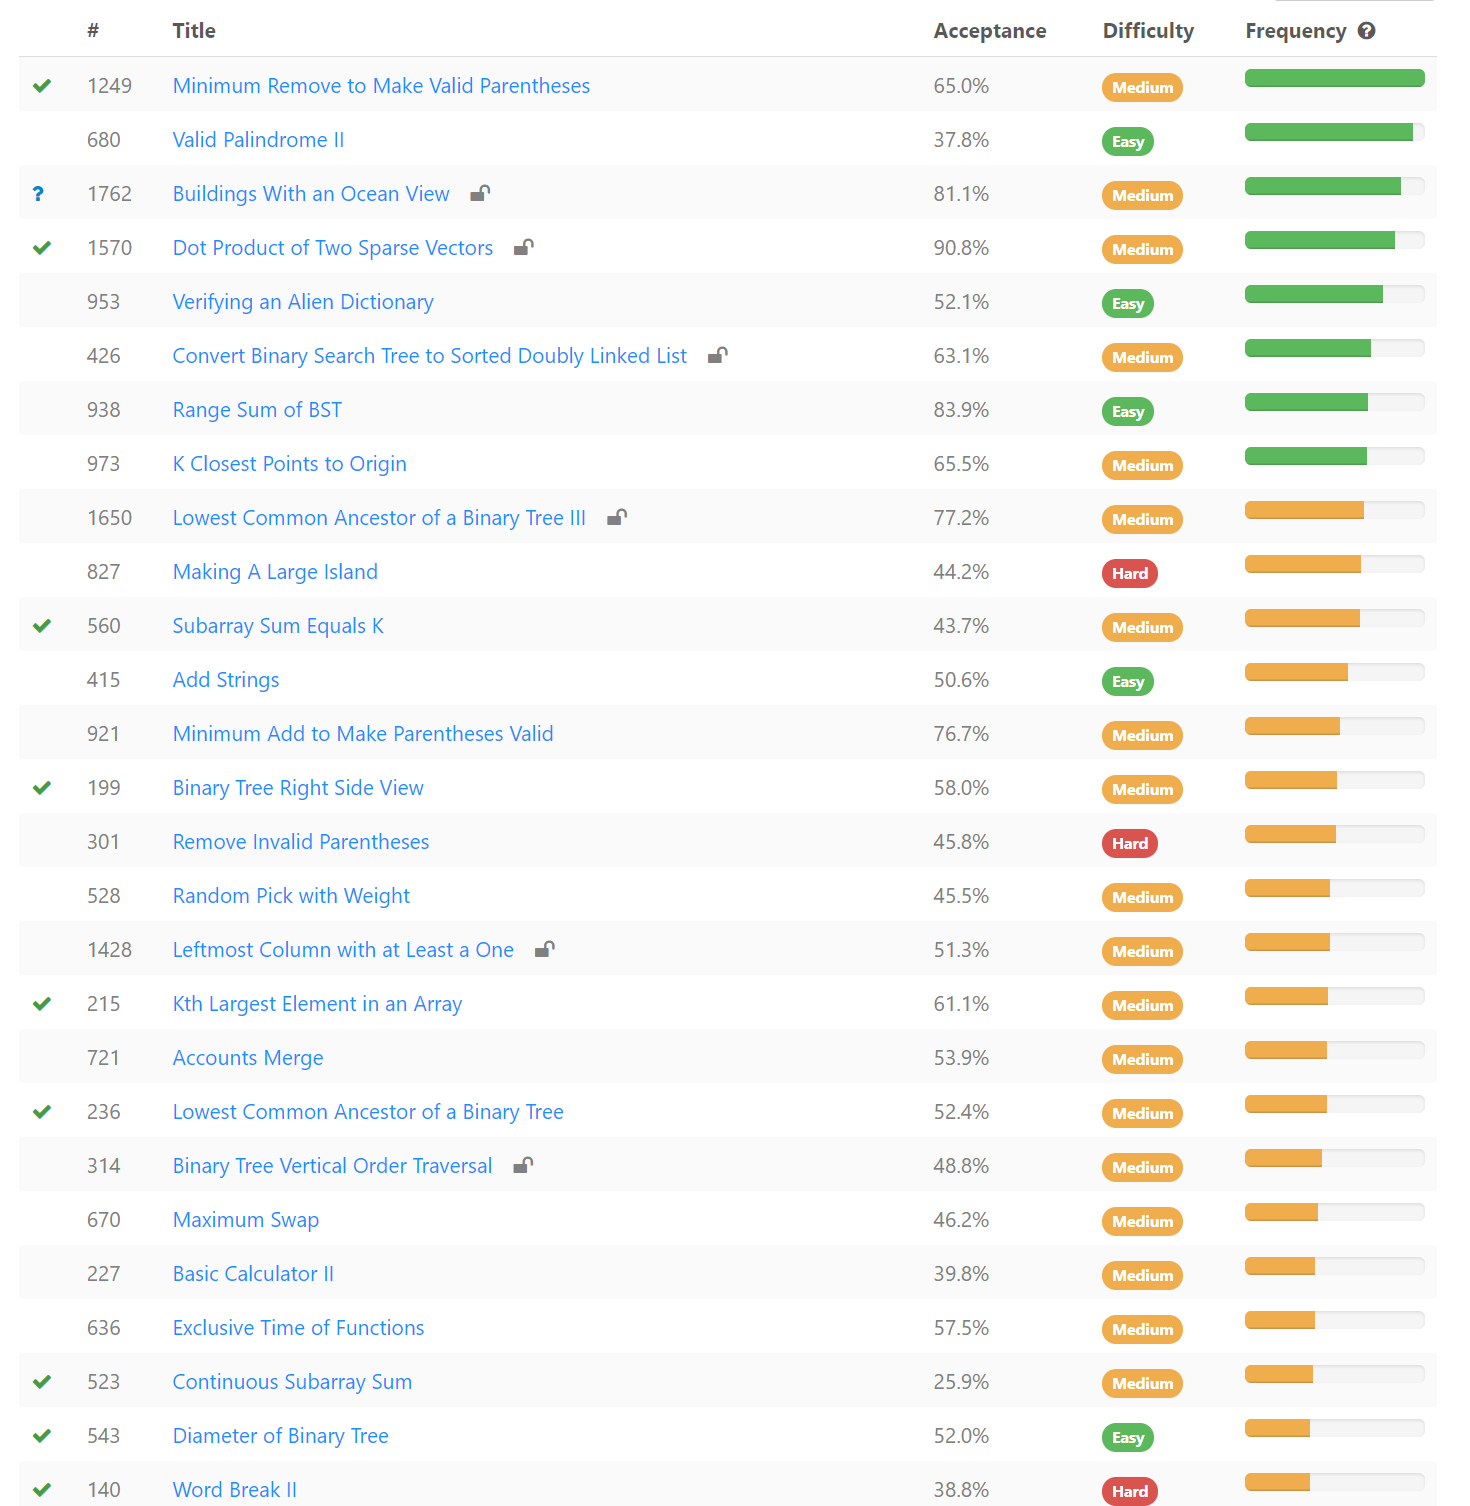 # Title Acceptance Difficulty Frequency
1249 Minimum Remove to Make Valid Parentheses 65.0% Medium
680 Valid Palindrome II 37.8% Easy
? 1762 Buildings With an Ocean View 81.1% Medium
1570 Dot Product of Two Sparse Vectors 90.8% Medium
953 Verifying an Alien Dictionary 52.1% Easy
426 Convert Binary Search Tree to Sorted Doubly Linked List 63.1% Medium
938 Range Sum of BST 83.9% Easy
973 K Closest Points to Origin 65.5% Medium
1650 Lowest Common Ancestor of a Binary Tree III 77.2% Medium
827 Making A Large Island 44.2% Hard
560 Subarray Sum Equals K 43.7% Medium
415 Add Strings 50.6% Easy
921 Minimum Add to Make Parentheses Valid 76.7% Medium
199 Binary Tree Right Side View 58.0% Medium
301 Remove Invalid Parentheses 45.8% Hard
528 Random Pick with Weight 45.5% Medium
1428 Leftmost Column with at Least a One 51.3% Medium
215 Kth Largest Element in an Array 61.1% Medium
721 Accounts Merge 53.9% Medium
236 Lowest Common Ancestor of a Binary Tree 52.4% Medium
314 Binary Tree Vertical Order Traversal 48.8% Medium
670 Maximum Swap 46.2% Medium
227 Basic Calculator II 39.8% Medium
636 Exclusive Time of Functions 57.5% Medium
523 Continuous Subarray Sum 25.9% Medium
543 Diameter of Binary Tree 52.0% Easy
140 Word Break II 38.8% Hard